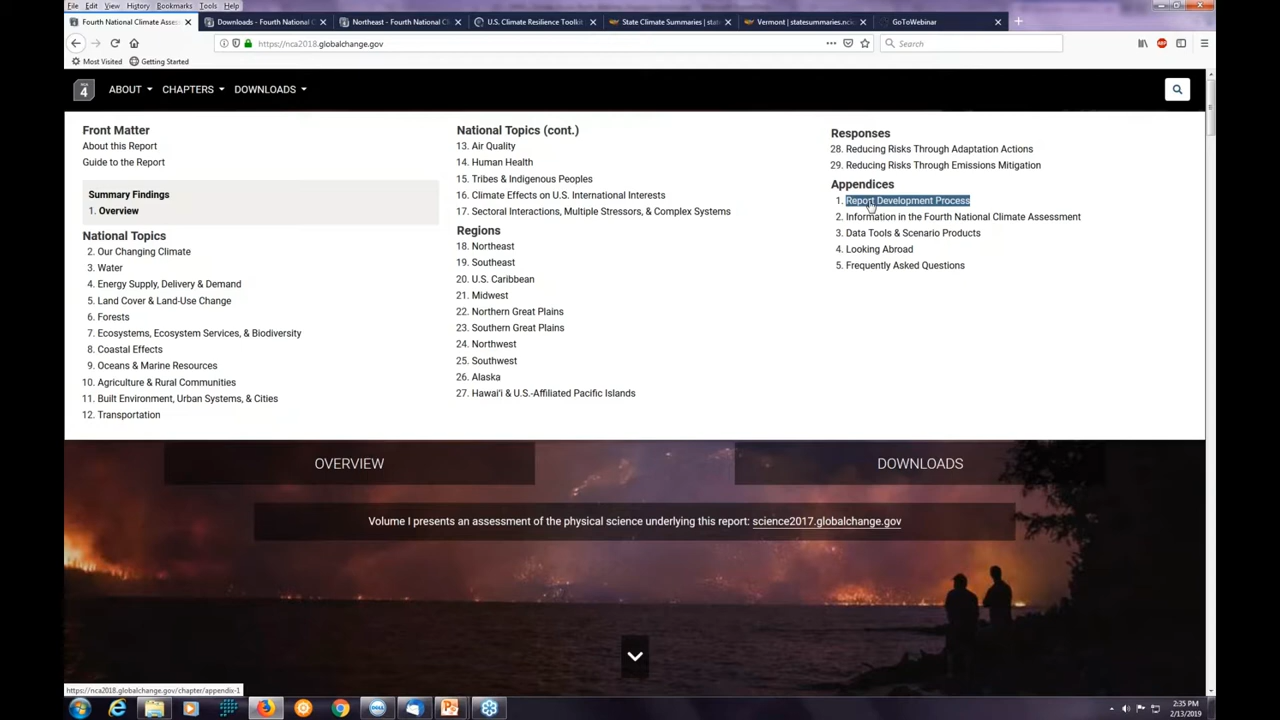 File Edit View History Bookmarks Tools Help
Fourth National Climate Asses
Downloads - Fourth National C
Northeast - Fourth National Cl
U.S. Climate Resilience Toolkit
State Climate Summaries | stat
Vermont | statesummaries.ncic
GoToWebinar
https://nca2018.globalchange.gov
Search
Most Visited Getting Started
4 ABOUT CHAPTERS DOWNLOADS
Front Matter
About this Report
Guide to the Report
Summary Findings
1. Overview
National Topics
2. Our Changing Climate
3. Water
4. Energy Supply, Delivery & Demand
5. Land Cover & Land-Use Change
6. Forests
7. Ecosystems, Ecosystem Services, & Biodiversity
8. Coastal Effects
9. Oceans & Marine Resources
10. Agriculture & Rural Communities
11. Built Environment, Urban Systems, & Cities
12. Transportation
National Topics (cont.)
13. Air Quality
14. Human Health
15. Tribes & Indigenous Peoples
16. Climate Effects on U.S. International Interests
17. Sectoral Interactions, Multiple Stressors, & Complex Systems
Regions
18. Northeast
19. Southeast
20. U.S. Caribbean
21. Midwest
22. Northern Great Plains
23. Southern Great Plains
24. Northwest
25. Southwest
26. Alaska
27. Hawai'i & U.S.-Affiliated Pacific Islands
Responses
28. Reducing Risks Through Adaptation Actions
29. Reducing Risks Through Emissions Mitigation
Appendices
1. Report Development Process
2. Information in the Fourth National Climate Assessment
3. Data Tools & Scenario Products
4. Looking Abroad
5. Frequently Asked Questions
OVERVIEW
DOWNLOADS
Volume I presents an assessment of the physical science underlying this report: science2017.globalchange.gov
https://nca2018.globalchange.gov/chapter/appendix-1
2:35 PM
2/13/2019